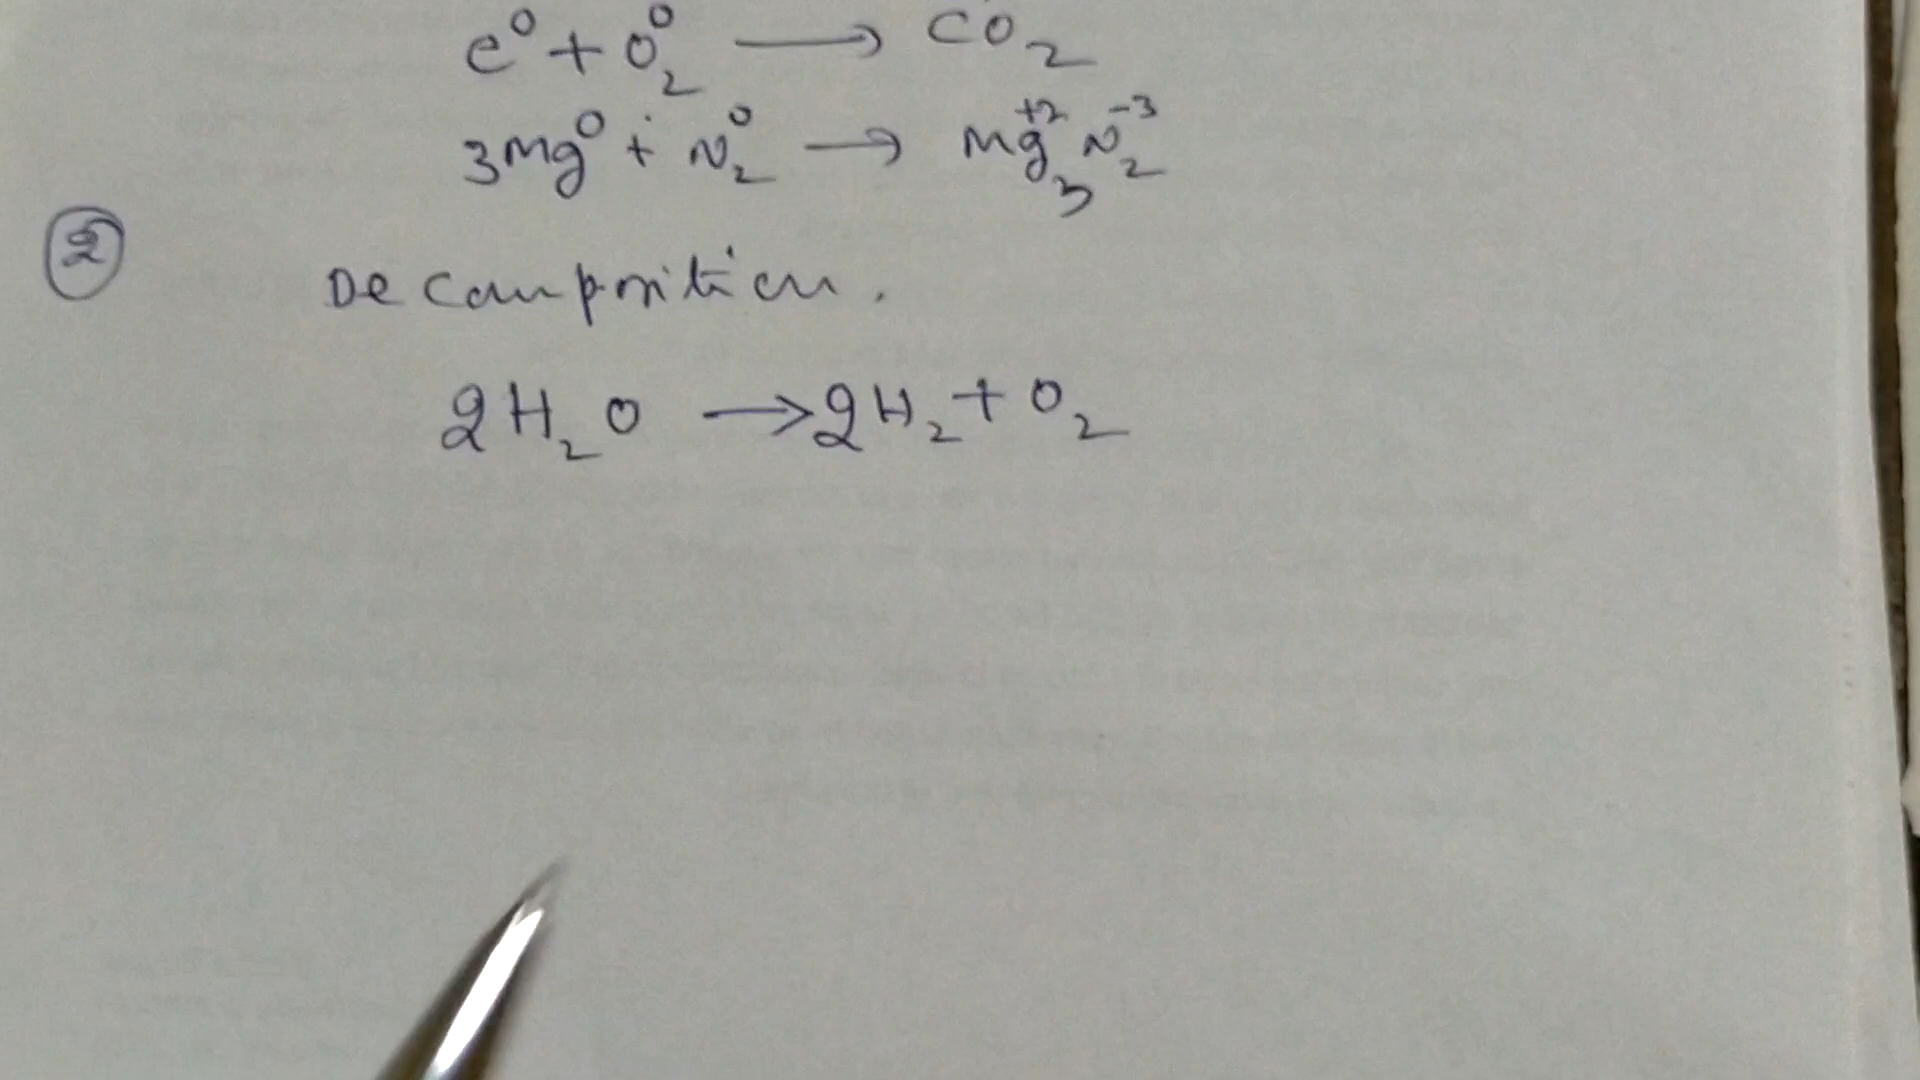 C⁰ + O₂⁰ → CO₂
3Mg⁰ + N₂⁰ → Mg₃⁺²N₂⁻³
② Decomposition.
2H₂O → 2H₂ + O₂